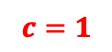 c = 1